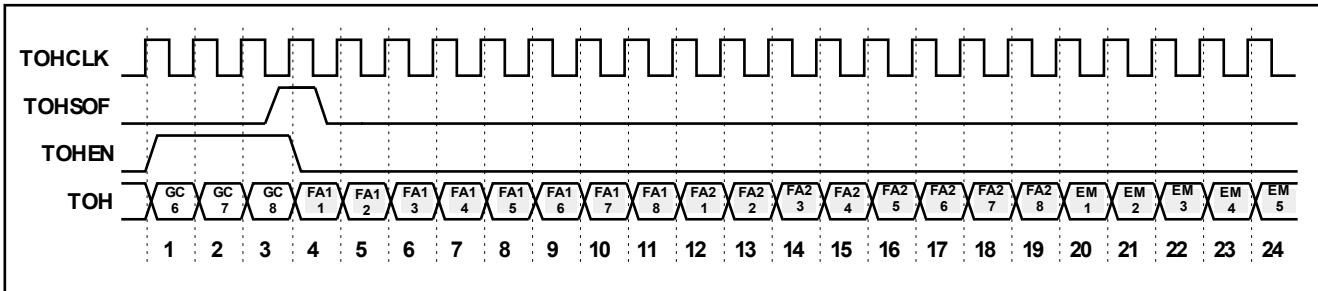 TOHCLK
TOHSOF
TOHEN
TOH GC 6 GC 7 GC 8 FA1 1 FA1 2 FA1 3 FA1 4 FA1 5 FA1 6 FA1 7 FA1 8 FA2 1 FA2 2 FA2 3 FA2 4 FA2 5 FA2 6 FA2 7 FA2 8 EM 1 EM 2 EM 3 EM 4 EM 5
1 2 3 4 5 6 7 8 9 10 11 12 13 14 15 16 17 18 19 20 21 22 23 24